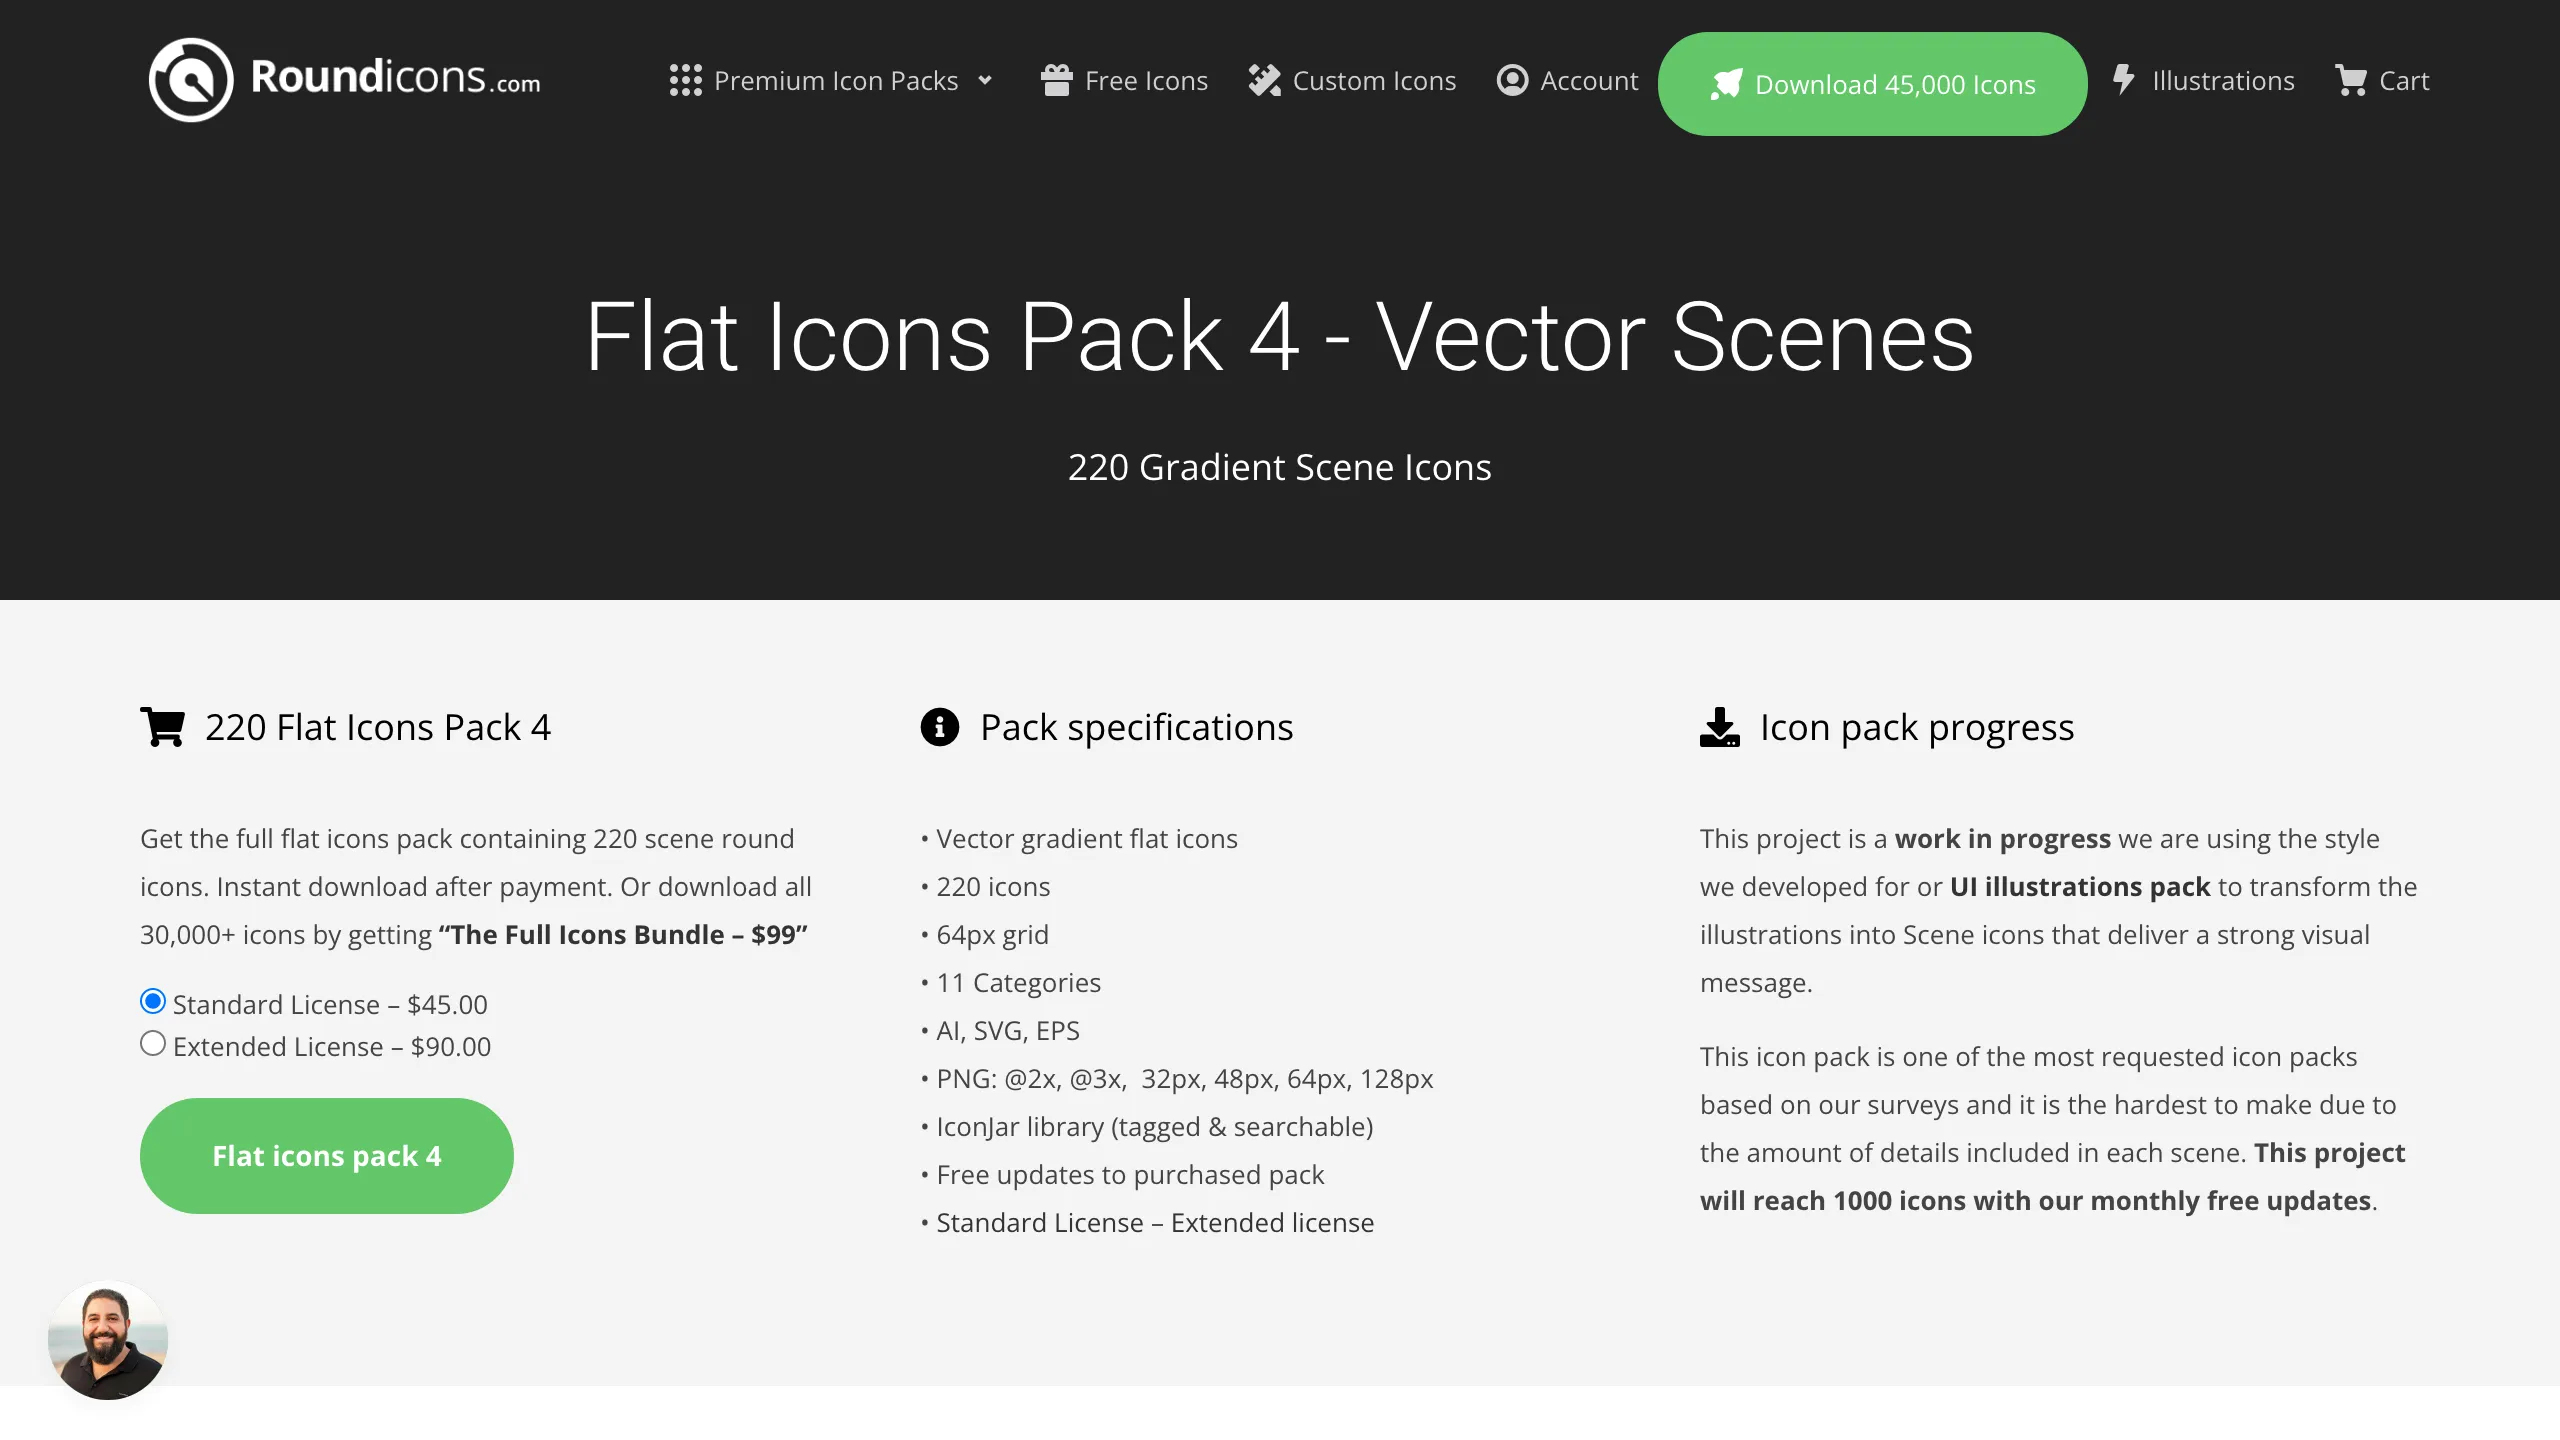 Roundicons.com
Premium Icon Packs
Free Icons
Custom Icons
Account
Download 45,000 Icons
Illustrations
Cart
Flat Icons Pack 4 - Vector Scenes
220 Gradient Scene Icons
220 Flat Icons Pack 4
Get the full flat icons pack containing 220 scene round
icons. Instant download after payment. Or download all
30,000+ icons by getting “The Full Icons Bundle – $99”
Standard License – $45.00
Extended License – $90.00
Flat icons pack 4
Pack specifications
• Vector gradient flat icons
• 220 icons
• 64px grid
• 11 Categories
• AI, SVG, EPS
• PNG: @2x, @3x,  32px, 48px, 64px, 128px
• IconJar library (tagged & searchable)
• Free updates to purchased pack
• Standard License – Extended license
Icon pack progress
This project is a work in progress we are using the style
we developed for or UI illustrations pack to transform the
illustrations into Scene icons that deliver a strong visual
message.
This icon pack is one of the most requested icon packs
based on our surveys and it is the hardest to make due to
the amount of details included in each scene. This project
will reach 1000 icons with our monthly free updates.